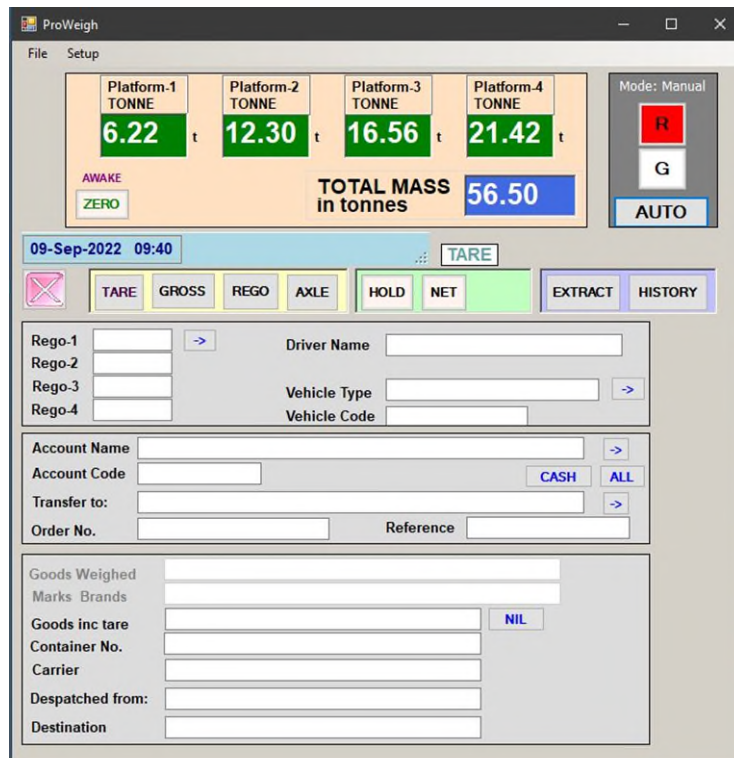 ProWeigh
File Setup
Platform-1 Platform-2 Platform-3 Platform-4 Mode: Manual
TONNE TONNE TONNE TONNE
6.22 t 12.30 t 16.56 t 21.42 t
R
G
AWAKE
ZERO
TOTAL MASS
in tonnes
56.50
AUTO
09-Sep-2022 09:40
TARE
TARE GROSS REGO AXLE HOLD NET EXTRACT HISTORY
Rego-1 -> Driver Name
Rego-2
Rego-3 Vehicle Type ->
Rego-4 Vehicle Code
Account Name ->
Account Code CASH ALL
Transfer to: ->
Order No. Reference
Goods Weighed
Marks Brands
Goods inc tare NIL
Container No.
Carrier
Despatched from:
Destination